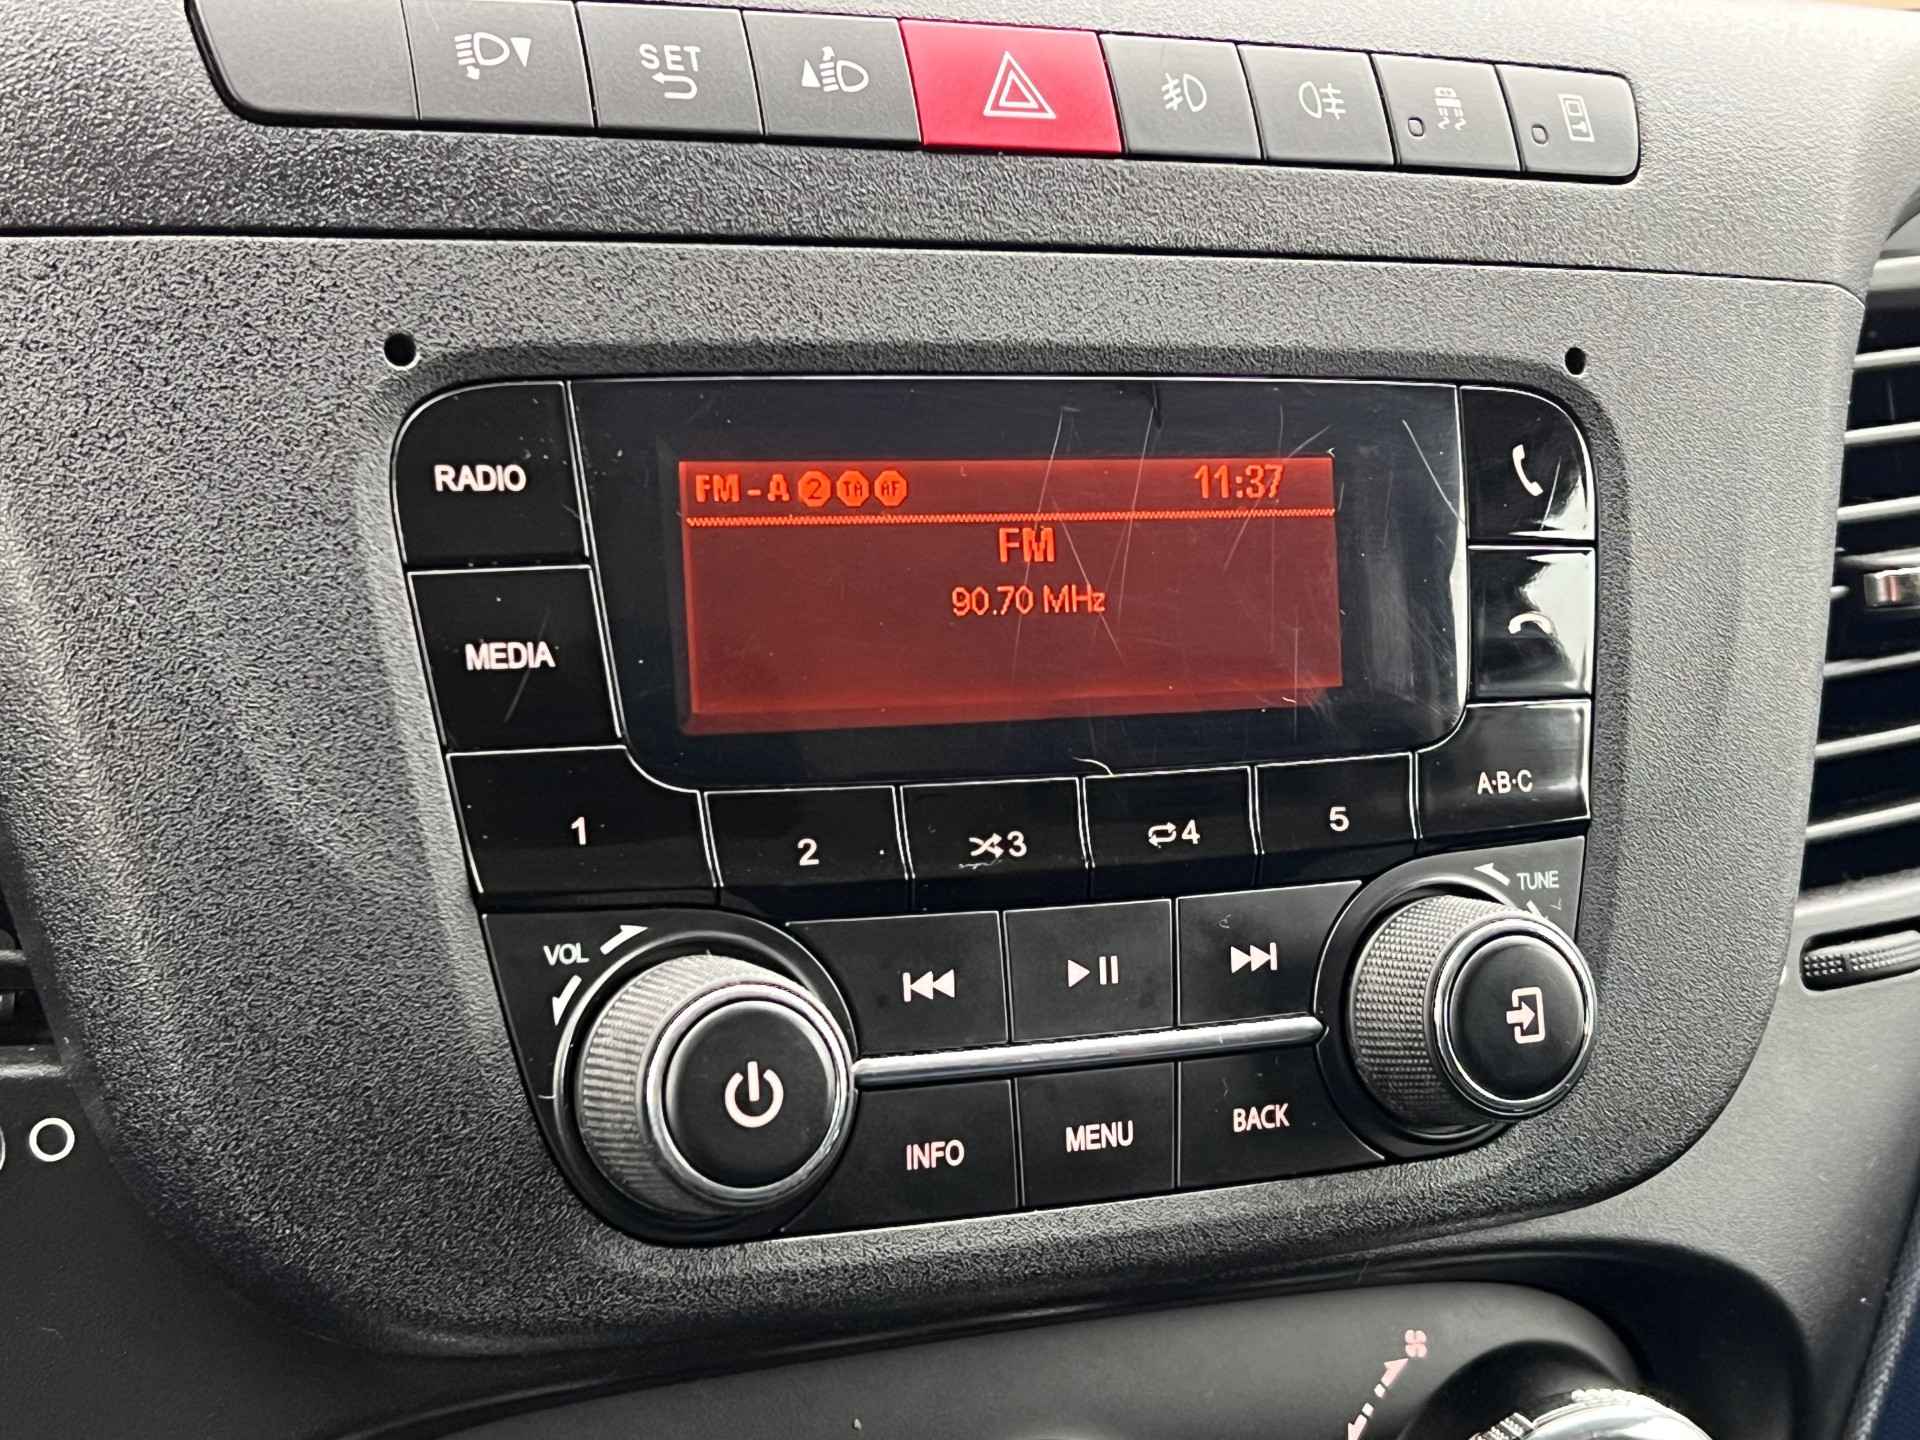 SET
RADIO
FM-A 2 TA AF 11:37
FM
90.70 MHz
MEDIA
1
2
3
4
5
A·B·C
VOL
TUNE
INFO
MENU
BACK